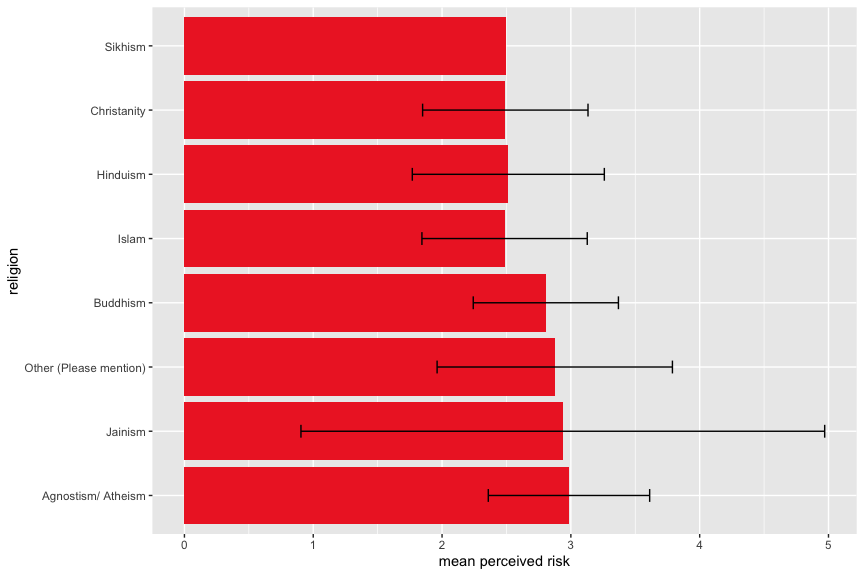 Sikhism
Christanity
Hinduism
Islam
Buddhism
Other (Please mention)
Jainism
Agnostism/ Atheism
religion
0 1 2 3 4 5
mean perceived risk